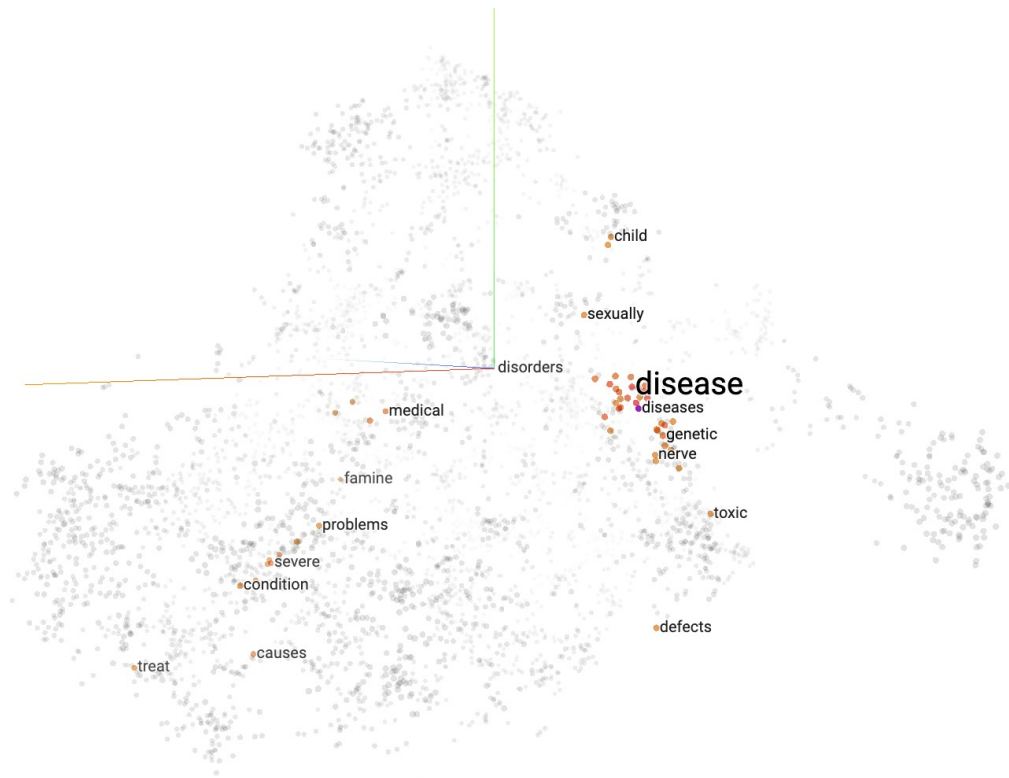 child
sexually
disorders
disease
diseases
medical
genetic
nerve
famine
toxic
problems
severe
condition
defects
causes
treat